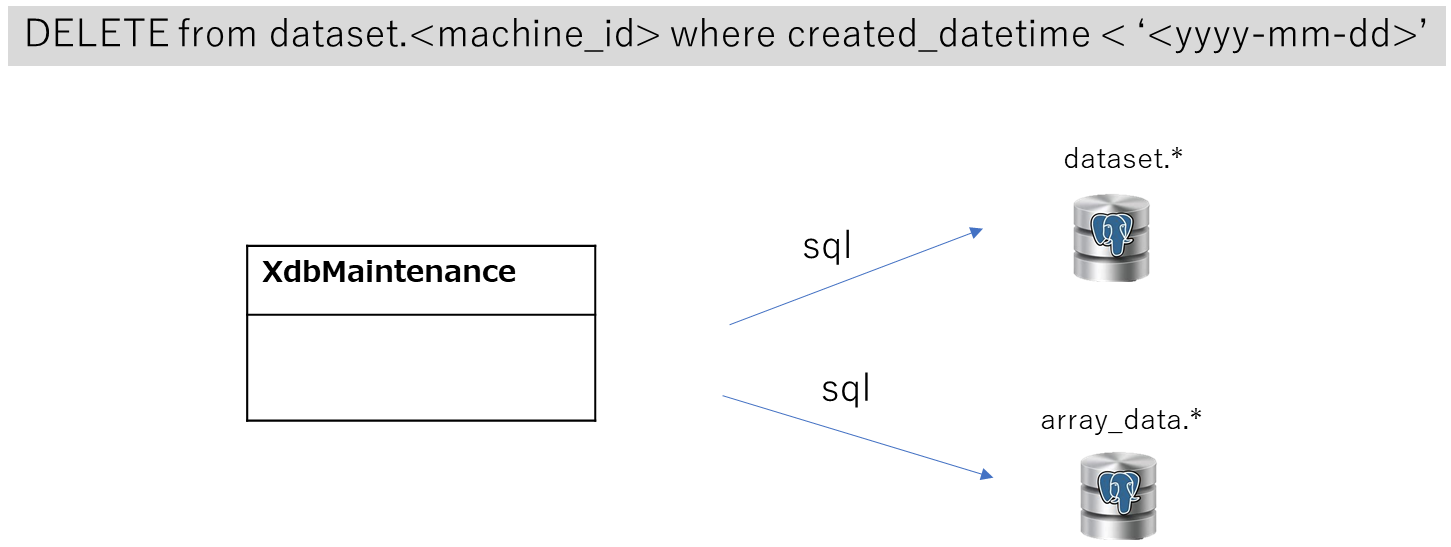 DELETE from dataset.<machine_id> where created_datetime < ‘<yyyy-mm-dd>’
dataset.*
sql
XdbMaintenance
sql
array_data.*